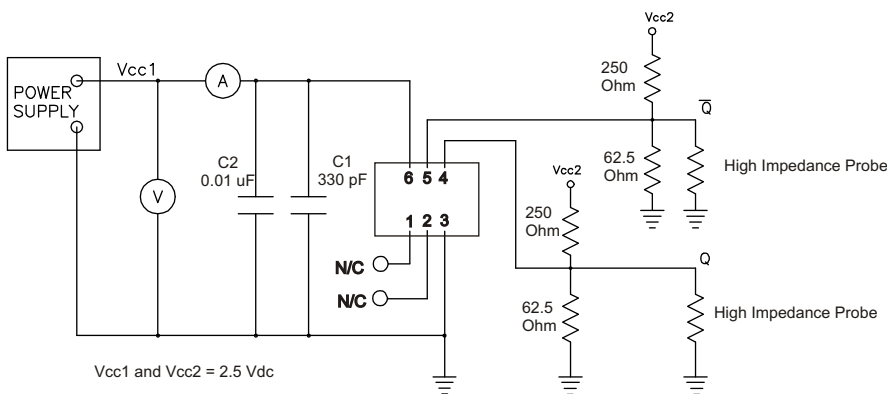 Vcc2
250
Ohm
Q̅
Vcc1
A
POWER
SUPPLY
C2
0.01 uF
C1
330 pF
6 5 4
62.5
Ohm
High Impedance Probe
Vcc2
V
1 2 3
250
Ohm
N/C
Q
N/C
62.5
Ohm
High Impedance Probe
Vcc1 and Vcc2 = 2.5 Vdc